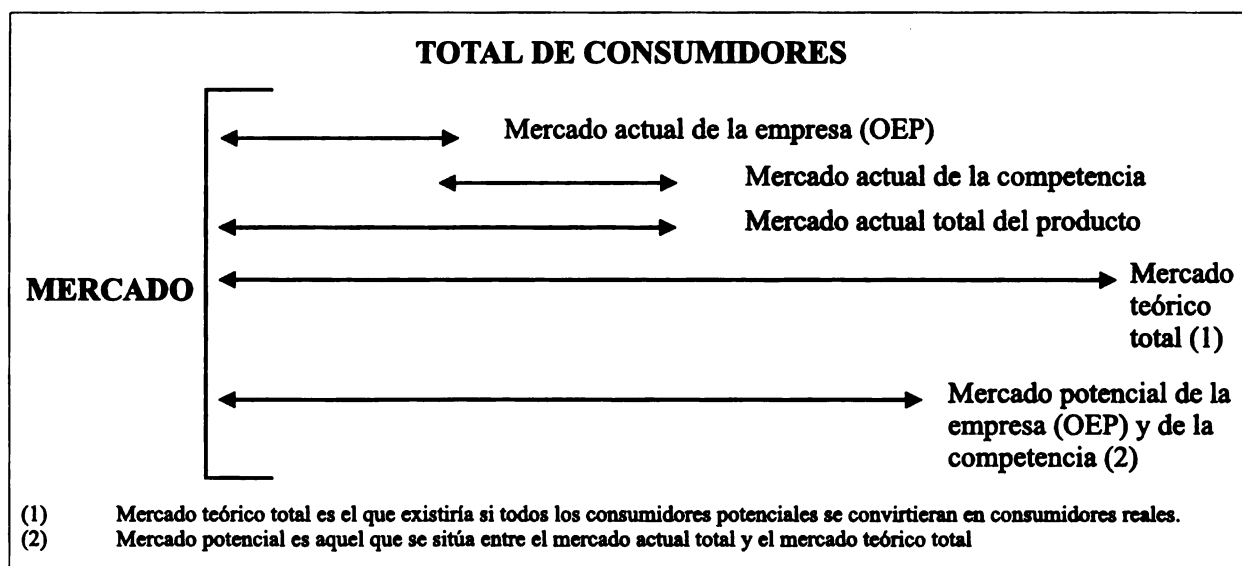 TOTAL DE CONSUMIDORES
Mercado actual de la empresa (OEP)
Mercado actual de la competencia
Mercado actual total del producto
MERCADO
Mercado
teórico
total (1)
Mercado potencial de la
empresa (OEP) y de la
competencia (2)
(1) Mercado teórico total es el que existiría si todos los consumidores potenciales se convirtieran en consumidores reales.
(2) Mercado potencial es aquel que se sitúa entre el mercado actual total y el mercado teórico total